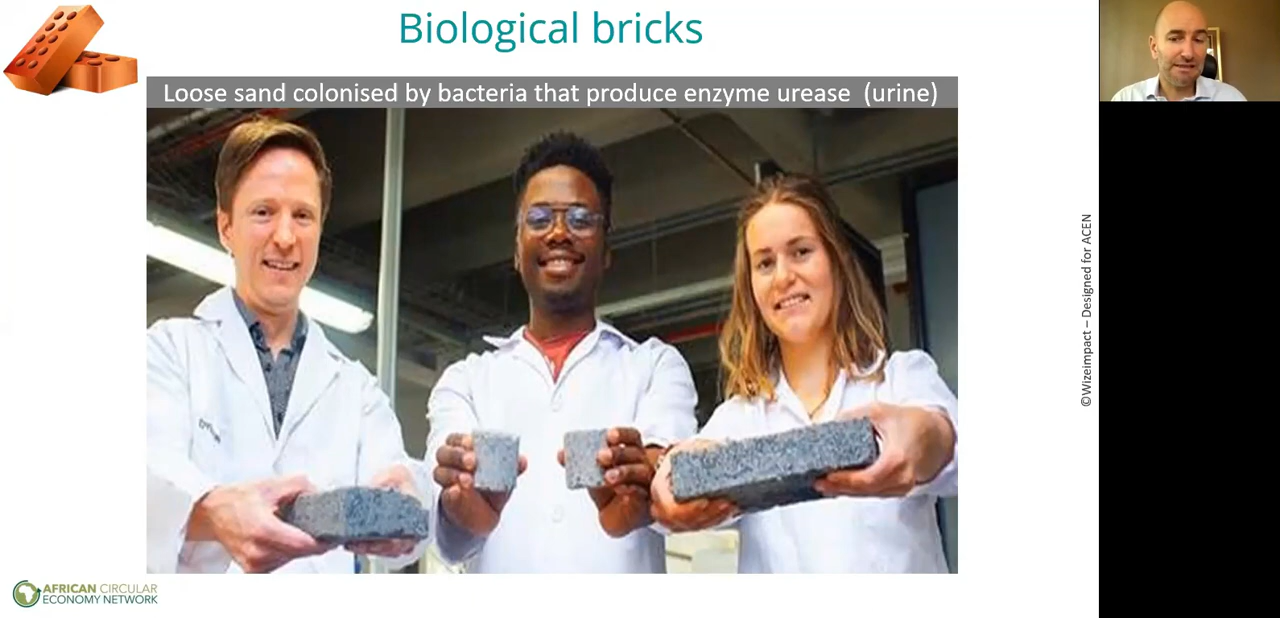 Biological bricks
Loose sand colonised by bacteria that produce enzyme urease (urine)
©Wizeimpact – Designed for ACEN
AFRICAN CIRCULAR
ECONOMY NETWORK